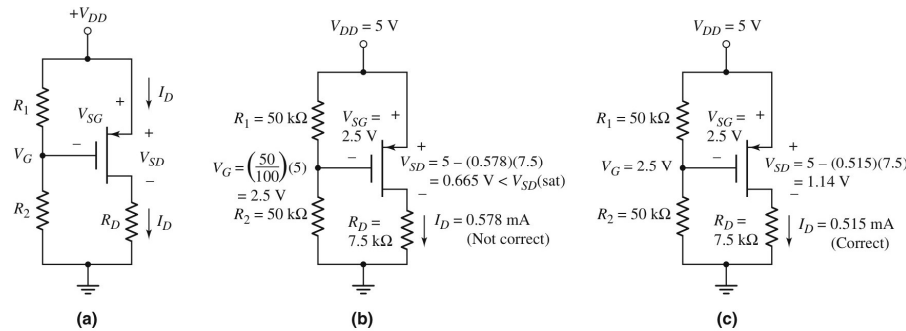 +V_DD
R_1
I_D
+
V_SG
+
V_G
−
V_SD
−
R_2
R_D
I_D
(a)
V_DD = 5 V
R_1 = 50 kΩ
V_SG =
2.5 V
+
+
−
V_G = (50/100)(5)
= 2.5 V
V_SD = 5 − (0.578)(7.5)
= 0.665 V < V_SD(sat)
−
R_2 = 50 kΩ
R_D =
7.5 kΩ
I_D = 0.578 mA
(Not correct)
(b)
V_DD = 5 V
R_1 = 50 kΩ
V_SG =
2.5 V
+
+
−
V_G = 2.5 V
V_SD = 5 − (0.515)(7.5)
= 1.14 V
−
R_2 = 50 kΩ
R_D =
7.5 kΩ
I_D = 0.515 mA
(Correct)
(c)